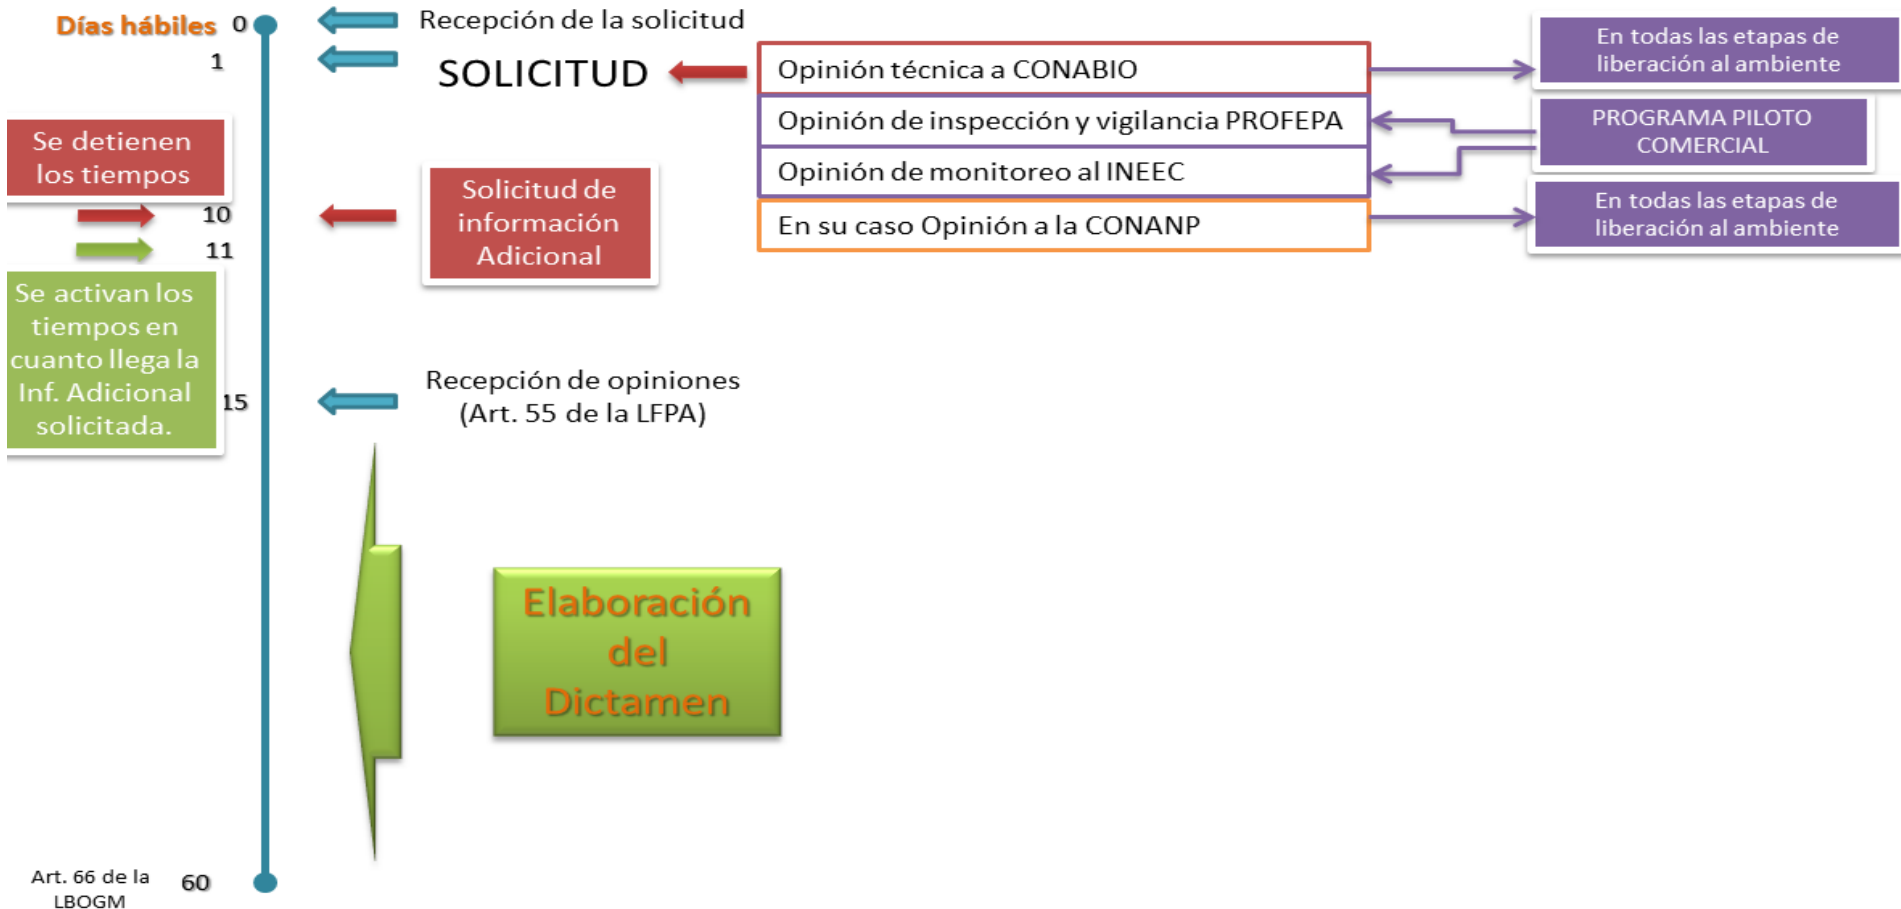 Días hábiles 0
Recepción de la solicitud
1
SOLICITUD
Opinión técnica a CONABIO
En todas las etapas de
liberación al ambiente
Opinión de inspección y vigilancia PROFEPA
PROGRAMA PILOTO
COMERCIAL
Opinión de monitoreo al INEEC
En su caso Opinión a la CONANP
En todas las etapas de
liberación al ambiente
Se detienen
los tiempos
10
Solicitud de
información
Adicional
11
Se activan los
tiempos en
cuanto llega la
Inf. Adicional
solicitada.
15
Recepción de opiniones
(Art. 55 de la LFPA)
Elaboración
del
Dictamen
Art. 66 de la
LBOGM
60